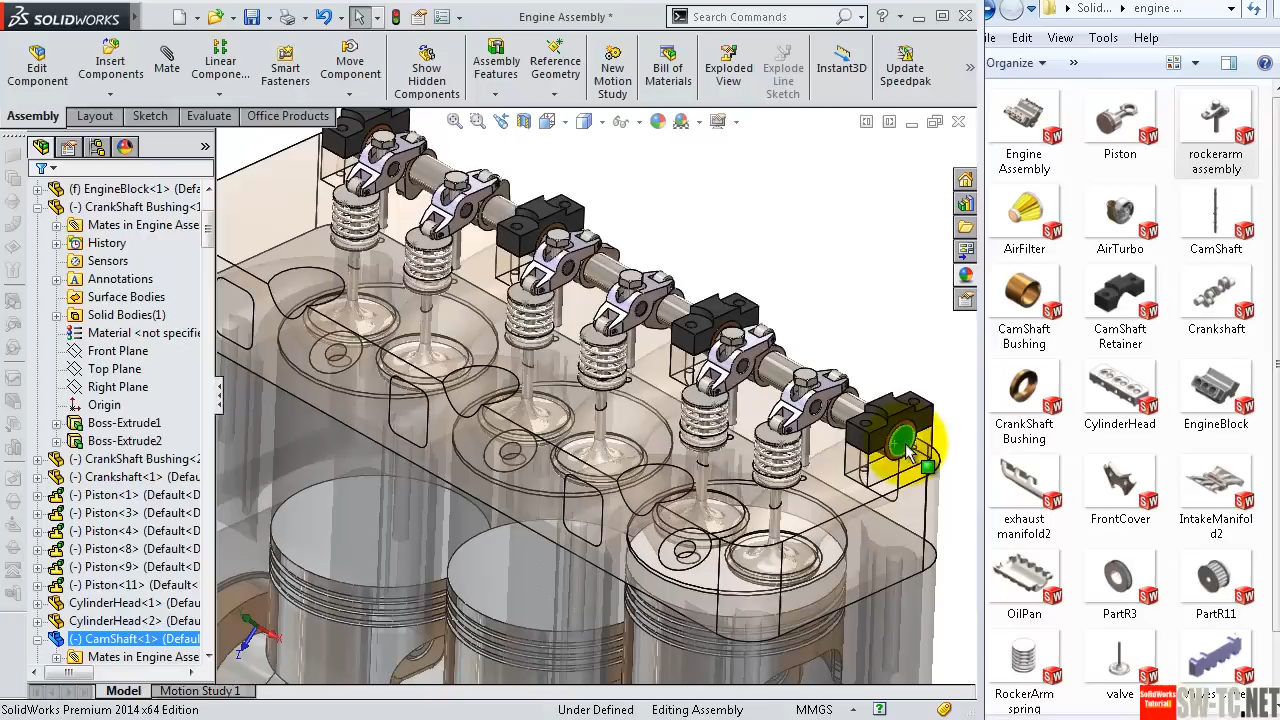 SOLIDWORKS
Engine Assembly *
Search Commands
Solid...
engine ...
Edit
View
Tools
Help
Organize
Edit Component
Insert Components
Mate
Linear Compone...
Smart Fasteners
Move Component
Show Hidden Components
Assembly Features
Reference Geometry
New Motion Study
Bill of Materials
Exploded View
Explode Line Sketch
Instant3D
Update Speedpak
Assembly
Layout
Sketch
Evaluate
Office Products
(f) EngineBlock<1> (Defa
(-) CrankShaft Bushing<1
Mates in Engine Asse
History
Sensors
Annotations
Surface Bodies
Solid Bodies(1)
Material <not specifie
Front Plane
Top Plane
Right Plane
Origin
Boss-Extrude1
Boss-Extrude2
(-) CrankShaft Bushing<2
(-) Crankshaft<1> (Defau
(-) Piston<1> (Default<
(-) Piston<3> (Default<
(-) Piston<4> (Default<
(-) Piston<8> (Default<
(-) Piston<9> (Default<
(-) Piston<11> (Default<
CylinderHead<1> (Defau
CylinderHead<2> (Defau
(-) CamShaft<1> (Defaul
Mates in Engine Asse
Model
Motion Study 1
SolidWorks Premium 2014 x64 Edition
Under Defined
Editing Assembly
MMGS
Engine Assembly
Piston
rockerarm assembly
AirFilter
AirTurbo
CamShaft
CamShaft Bushing
CamShaft Retainer
Crankshaft
CrankShaft Bushing
CylinderHead
EngineBlock
exhaust manifold2
FrontCover
IntakeManifold2
OilPan
PartR3
PartR11
RockerArm spring
valve
SolidWorks Tutorial
SW-TC.NET